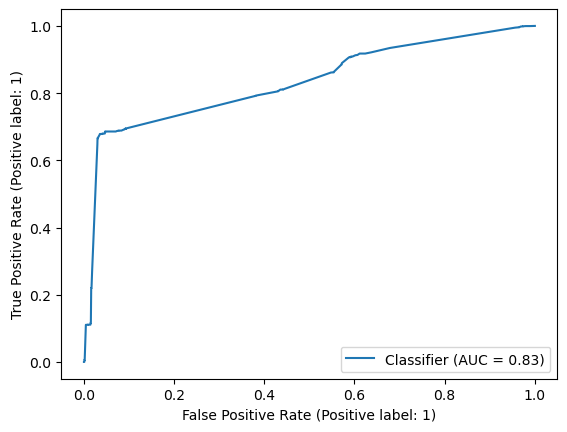 1.0
0.8
0.6
0.4
0.2
0.0
True Positive Rate (Positive label: 1)
Classifier (AUC = 0.83)
0.0 0.2 0.4 0.6 0.8 1.0
False Positive Rate (Positive label: 1)